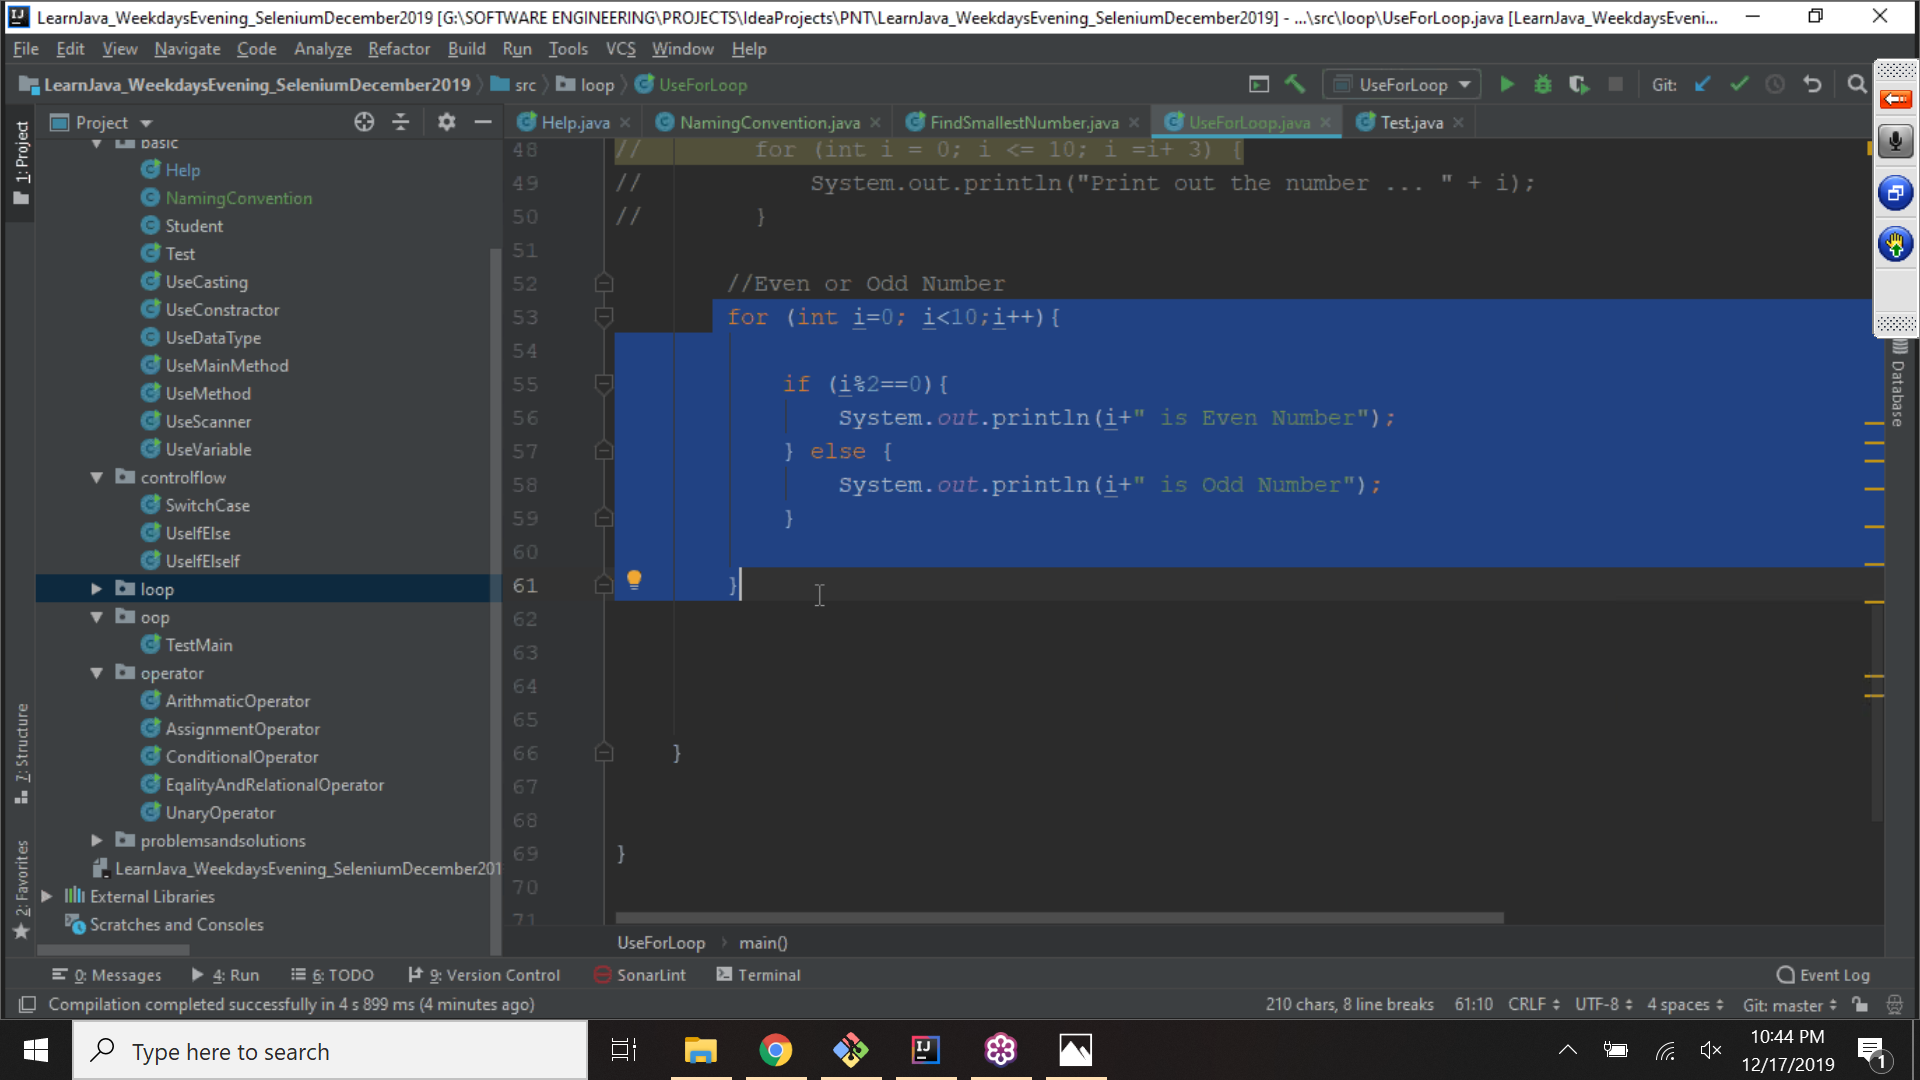 LearnJava_WeekdaysEvening_SeleniumDecember2019 [G:\SOFTWARE ENGINEERING\PROJECTS\IdeaProjects\PNT\LearnJava_WeekdaysEvening_SeleniumDecember2019] - ...\src\loop\UseForLoop.java [LearnJava_WeekdaysEveni...
File Edit View Navigate Code Analyze Refactor Build Run Tools VCS Window Help
LearnJava_WeekdaysEvening_SeleniumDecember2019 src loop UseForLoop UseForLoop Git:
1: Project
Project
Help.java NamingConvention.java FindSmallestNumber.java UseForLoop.java Test.java
basic
Help
NamingConvention
Student
Test
UseCasting
UseConstractor
UseDataType
UseMainMethod
UseMethod
UseScanner
UseVariable
controlflow
SwitchCase
UseIfElse
UseIfElseIf
loop
oop
TestMain
operator
ArithmaticOperator
AssignmentOperator
ConditionalOperator
EqalityAndRelationalOperator
UnaryOperator
problemsandsolutions
LearnJava_WeekdaysEvening_SeleniumDecember201
External Libraries
Scratches and Consoles
7: Structure
2: Favorites
48 // for (int i = 0; i <= 10; i =i+ 3) {
49 // System.out.println("Print out the number ... " + i);
50 // }
51
52 //Even or Odd Number
53 for (int i=0; i<10;i++){
54
55 if (i%2==0){
56 System.out.println(i+" is Even Number");
57 } else {
58 System.out.println(i+" is Odd Number");
59 }
60
61 }
62
63
64
65
66 }
67
68
69 }
70
71
Database
UseForLoop main()
0: Messages 4: Run 6: TODO 9: Version Control SonarLint Terminal Event Log
Compilation completed successfully in 4 s 899 ms (4 minutes ago) 210 chars, 8 line breaks 61:10 CRLF UTF-8 4 spaces Git: master
Type here to search
10:44 PM
12/17/2019
1